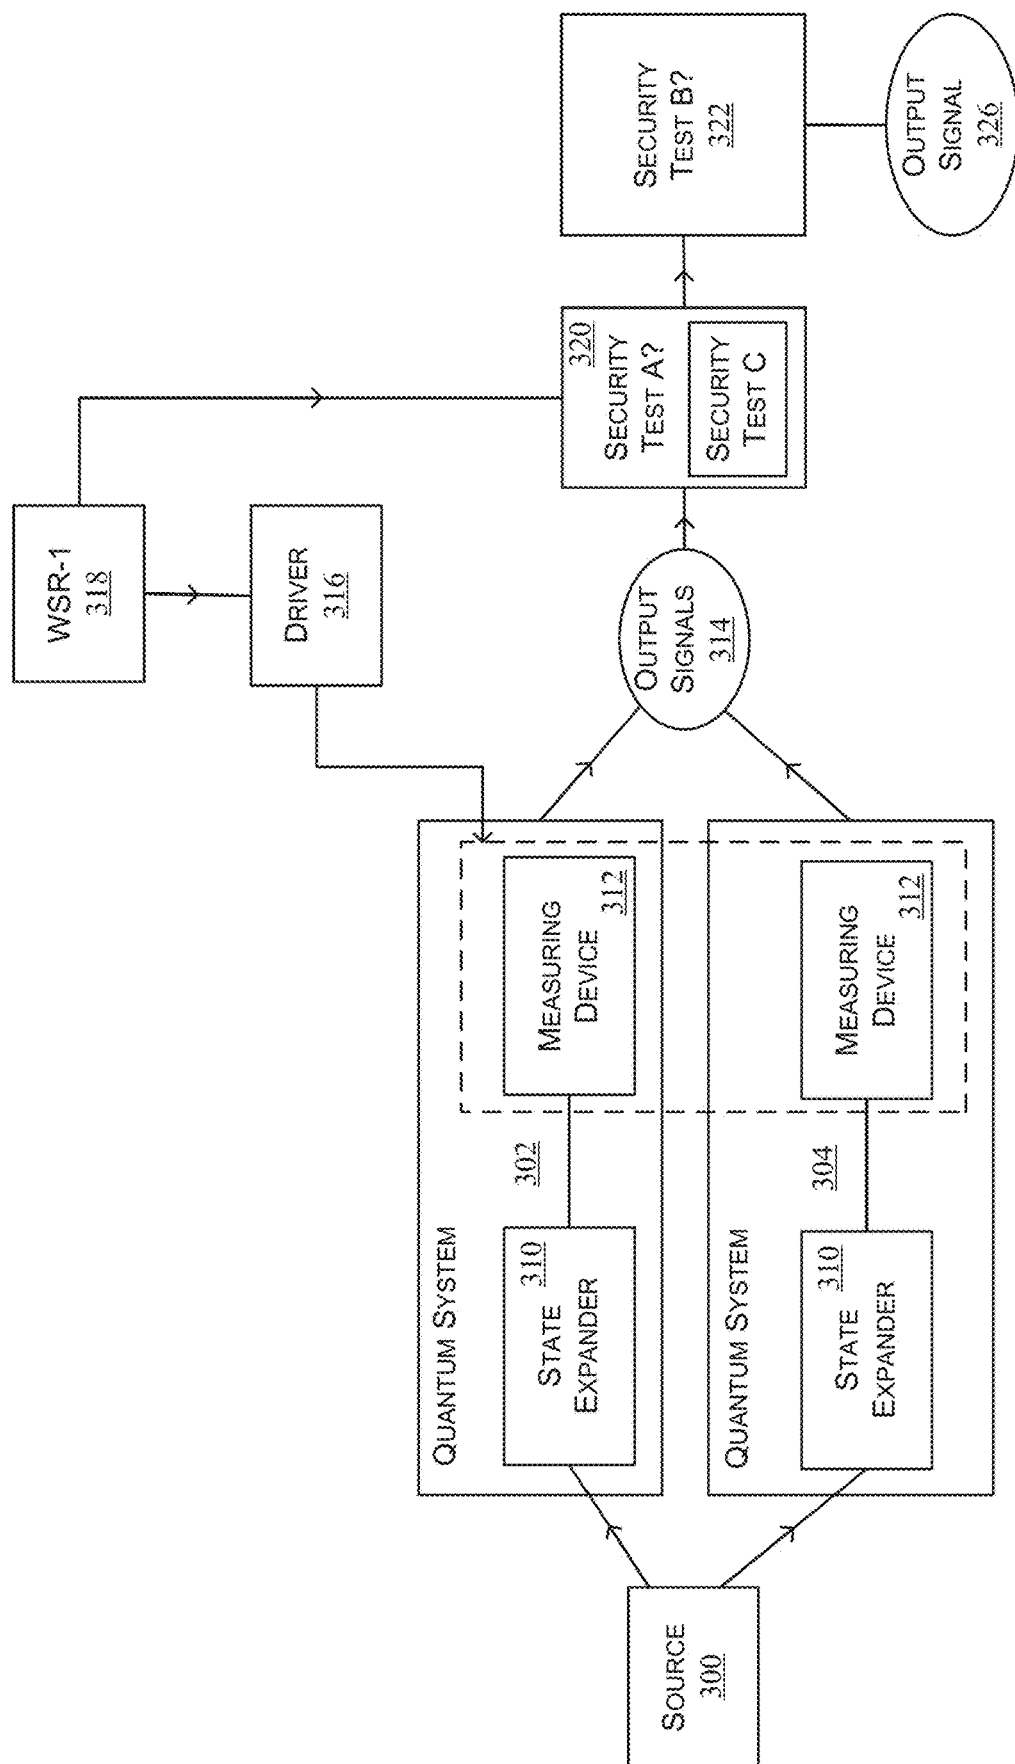 SOURCE
300
QUANTUM SYSTEM
STATE
EXPANDER
310
302
MEASURING
DEVICE
312
QUANTUM SYSTEM
STATE
EXPANDER
310
304
MEASURING
DEVICE
312
OUTPUT
SIGNALS
314
WSR-1
318
DRIVER
316
320
SECURITY
TEST A?
SECURITY
TEST C
SECURITY
TEST B?
322
OUTPUT
SIGNAL
326